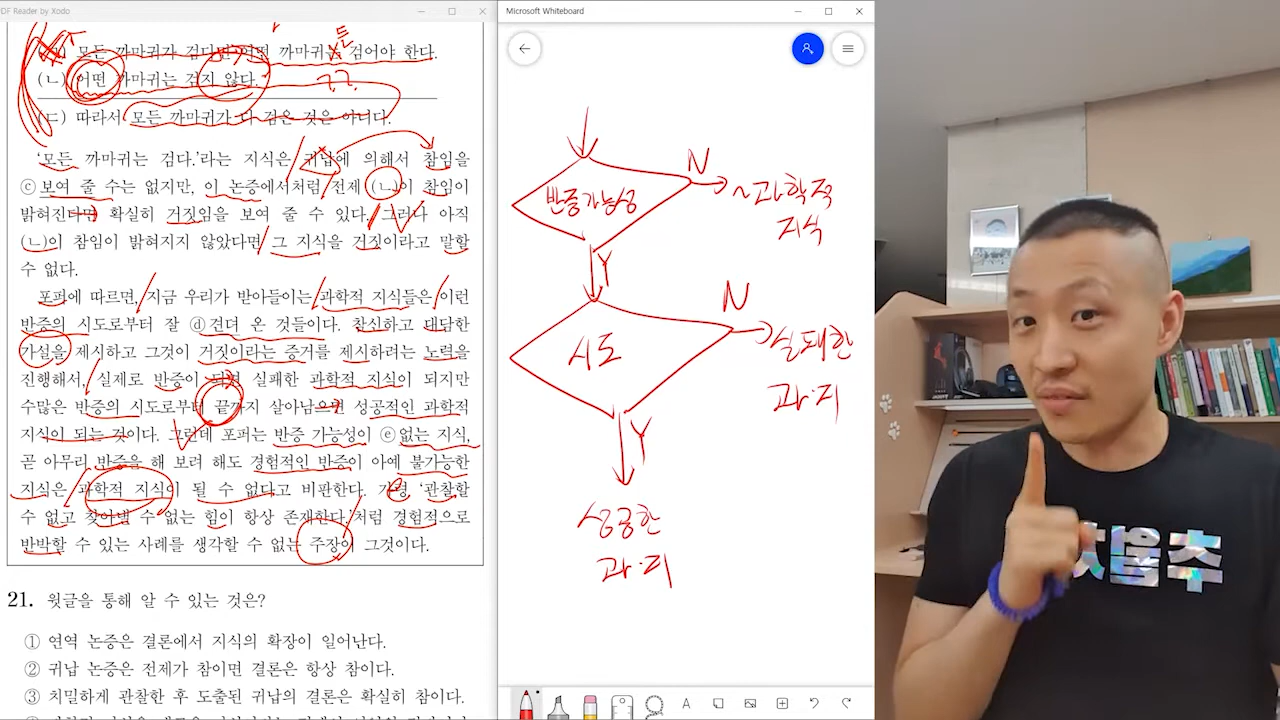 DF Reader by Xodo
모든 까마귀가 검다면 어떤 까마귀는 검어야 한다.
튼
(ㄴ) 어떤 까마귀는 검지 않다.
??
(ㄷ) 따라서 모든 까마귀가 다 검은 것은 아니다.
‘모든 까마귀는 검다.’라는 지식은 귀납에 의해서 참임을
ⓒ 보여 줄 수는 없지만, 이 논증에서처럼 전제 (ㄴ)이 참임이
밝혀진다면 확실히 거짓임을 보여 줄 수 있다. 그러나 아직
(ㄴ)이 참임이 밝혀지지 않았다면 그 지식을 거짓이라고 말할
수 없다.
포퍼에 따르면, 지금 우리가 받아들이는 과학적 지식들은 이런
반증의 시도로부터 잘 ⓓ 견뎌 온 것들이다. 참신하고 대담한
가설을 제시하고 그것이 거짓이라는 증거를 제시하려는 노력을
진행해서, 실제로 반증이 되면 실패한 과학적 지식이 되지만
수많은 반증의 시도로부터 끝까지 살아남으면 성공적인 과학적
지식이 되는 것이다. 그런데 포퍼는 반증 가능성이 ⓔ 없는 지식,
곧 아무리 반증을 해 보려 해도 경험적인 반증이 아예 불가능한
지식은 과학적 지식이 될 수 없다고 비판한다. 가령 ‘관찰할
수 없고 찾아낼 수 없는 힘이 항상 존재한다.’처럼 경험적으로
반박할 수 있는 사례를 생각할 수 없는 주장이 그것이다.
21. 윗글을 통해 알 수 있는 것은?
① 연역 논증은 결론에서 지식의 확장이 일어난다.
② 귀납 논증은 전제가 참이면 결론은 항상 참이다.
③ 치밀하게 관찰한 후 도출된 귀납의 결론은 확실히 참이다.
Microsoft Whiteboard
반증가능성
N
~과학적
지식
Y
시도
N
실패한
과·지
Y
성공한
과·지
A